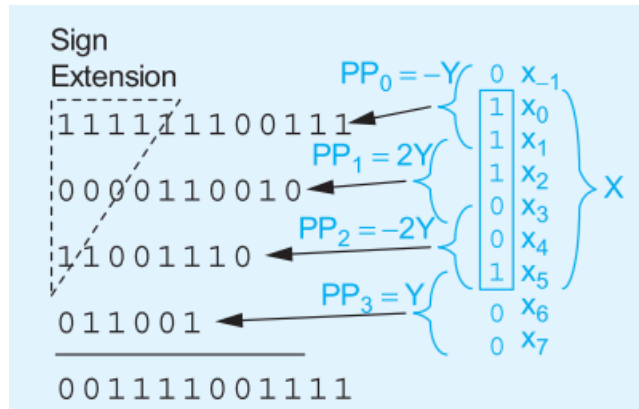 Sign
Extension
PP₀ = –Y
0 x₋₁
111111100111
1 x₀
1 x₁
PP₁ = 2Y
1 x₂
0000110010
0 x₃
X
PP₂ = –2Y
0 x₄
11001110
1 x₅
PP₃ = Y
0 x₆
011001
0 x₇
001111001111